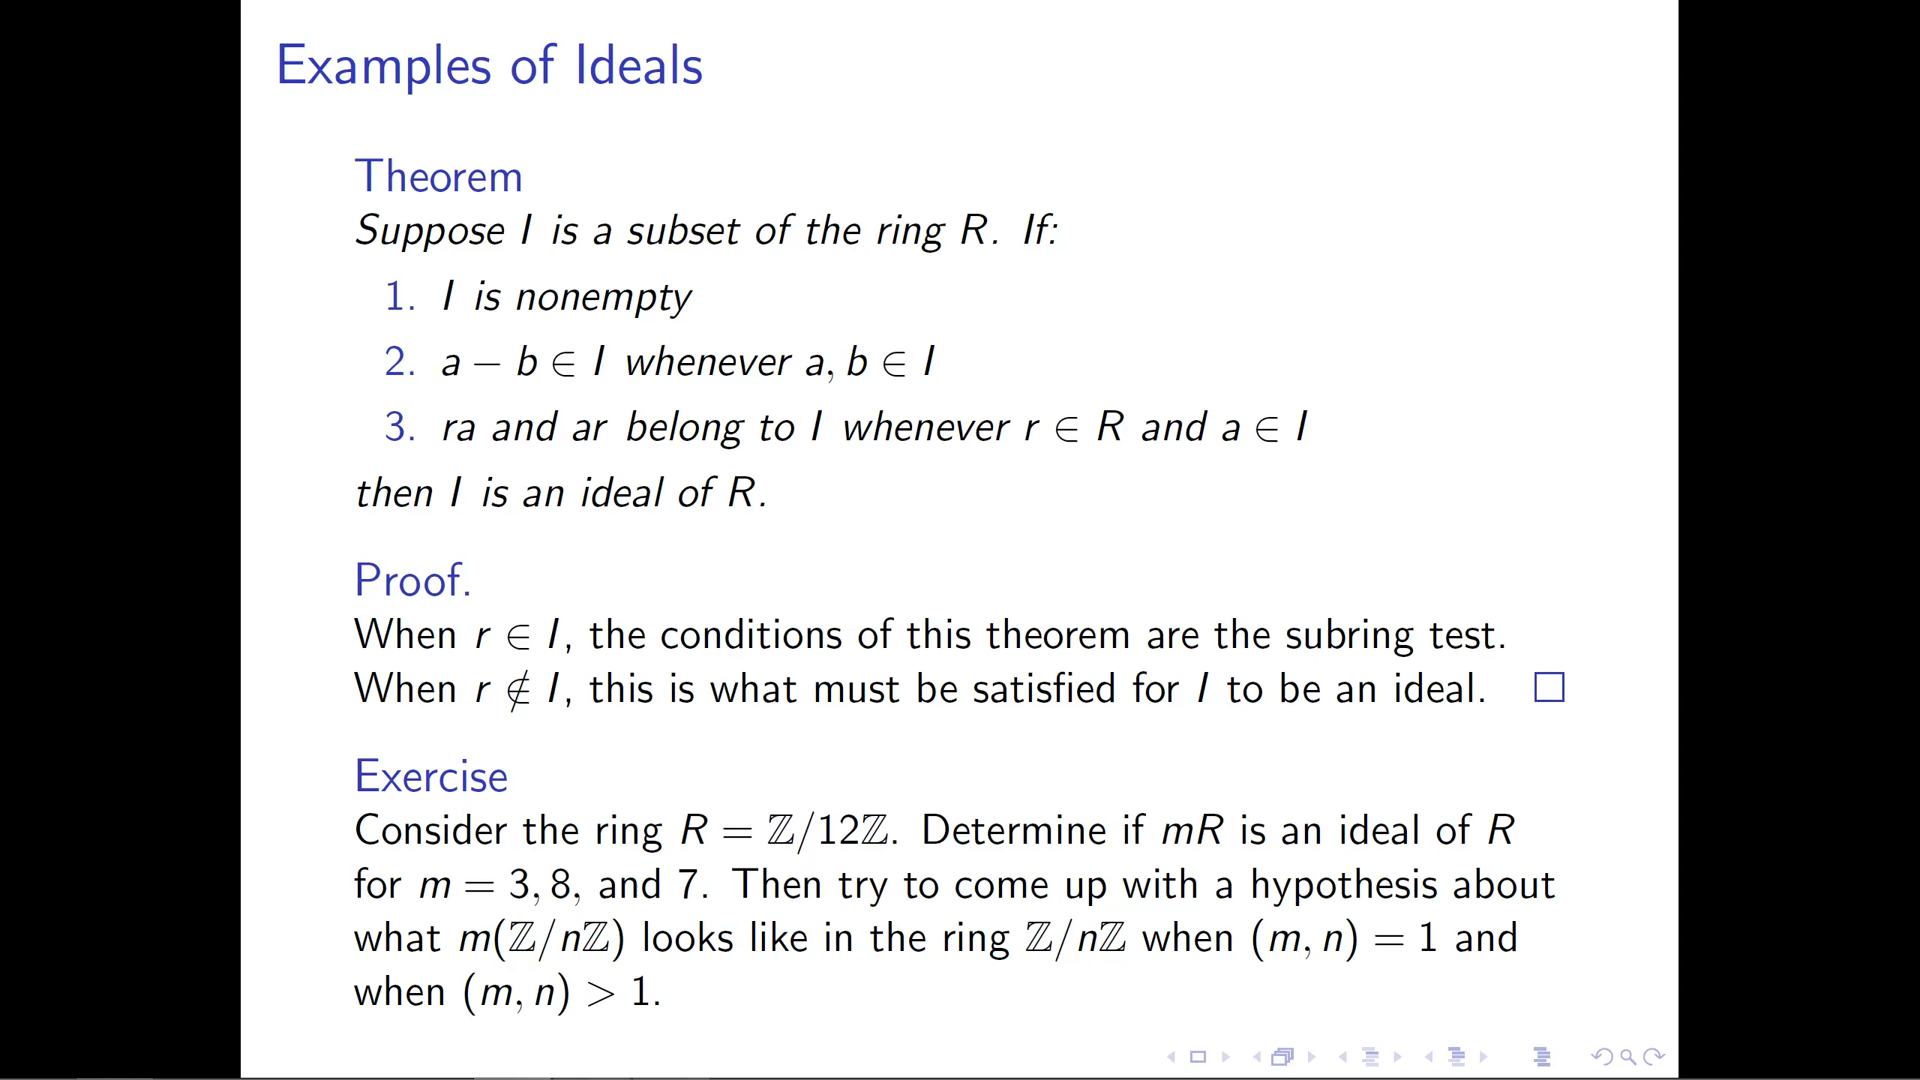 Examples of Ideals
Theorem
Suppose I is a subset of the ring R. If:
1. I is nonempty
2. a − b ∈ I whenever a, b ∈ I
3. ra and ar belong to I whenever r ∈ R and a ∈ I
then I is an ideal of R.
Proof.
When r ∈ I, the conditions of this theorem are the subring test.
When r ∉ I, this is what must be satisfied for I to be an ideal. □
Exercise
Consider the ring R = ℤ/12ℤ. Determine if mR is an ideal of R
for m = 3, 8, and 7. Then try to come up with a hypothesis about
what m(ℤ/nℤ) looks like in the ring ℤ/nℤ when (m, n) = 1 and
when (m, n) > 1.